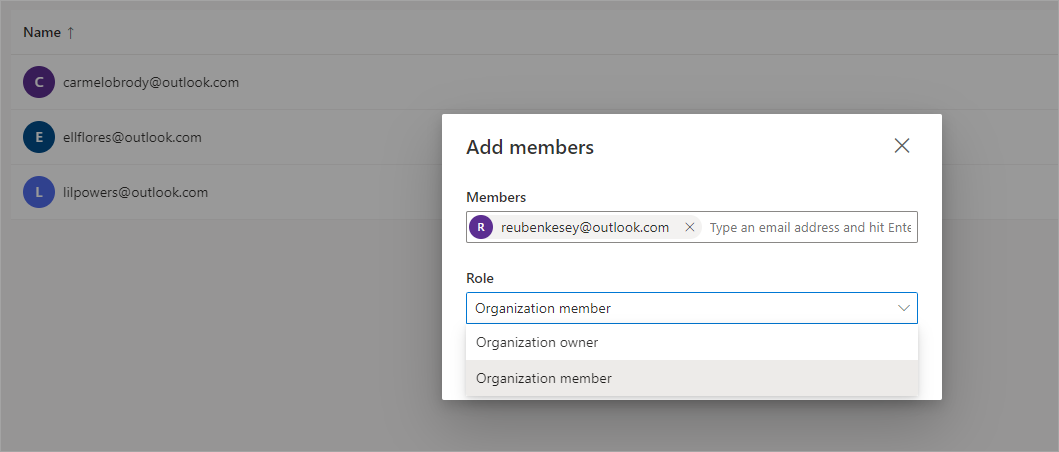 Name ↑
C carmelobrody@outlook.com
E ellflores@outlook.com
L lilpowers@outlook.com
Add members
Members
R reubenkesey@outlook.com Type an email address and hit Ente
Role
Organization member
Organization owner
Organization member